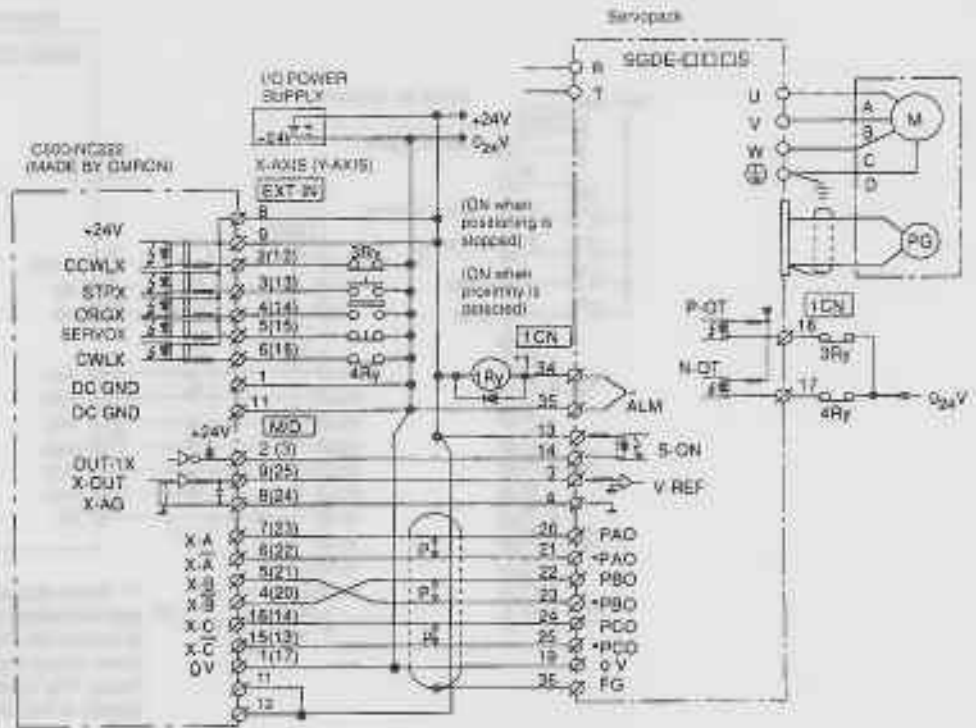 Servopack
SGDE-□□□S
R
T
U
V
W
A
B
C
D
M
PG
I/O POWER
SUPPLY
+24V
-24V
+24V
0₂₄V
C500-NC222
(MADE BY OMRON)
X-AXIS (Y-AXIS)
EXT IN
8
9
+24V
CCWLX 2(12) 3Ry
STPX 3(13)
ORGX 4(14)
SERVOX 5(15)
CWLX 6(16) 4Ry
DC GND 1
DC GND 11
(ON when
positioning is
stopped)
(ON when
proximity is
detected)
1CN
1Ry 34
35 ALM
P-OT 1CN
16 3Ry
N-OT
17 4Ry 0₂₄V
M/D
+24V
OUT-1X 2 (3)
X-OUT 9(25)
X-AG 8(24)
13
14 S-ON
V-REF
X-A 7(23) P 20 PAO
X-A̅ 6(22) 21 *PAO
X-B 5(21) P 22 PBO
X-B̅ 4(20) 23 *PBO
X-C 16(14) P 24 PCO
X-C̅ 15(13) 25 *PCO
0V 1(17) 19 0 V
11 36 FG
12